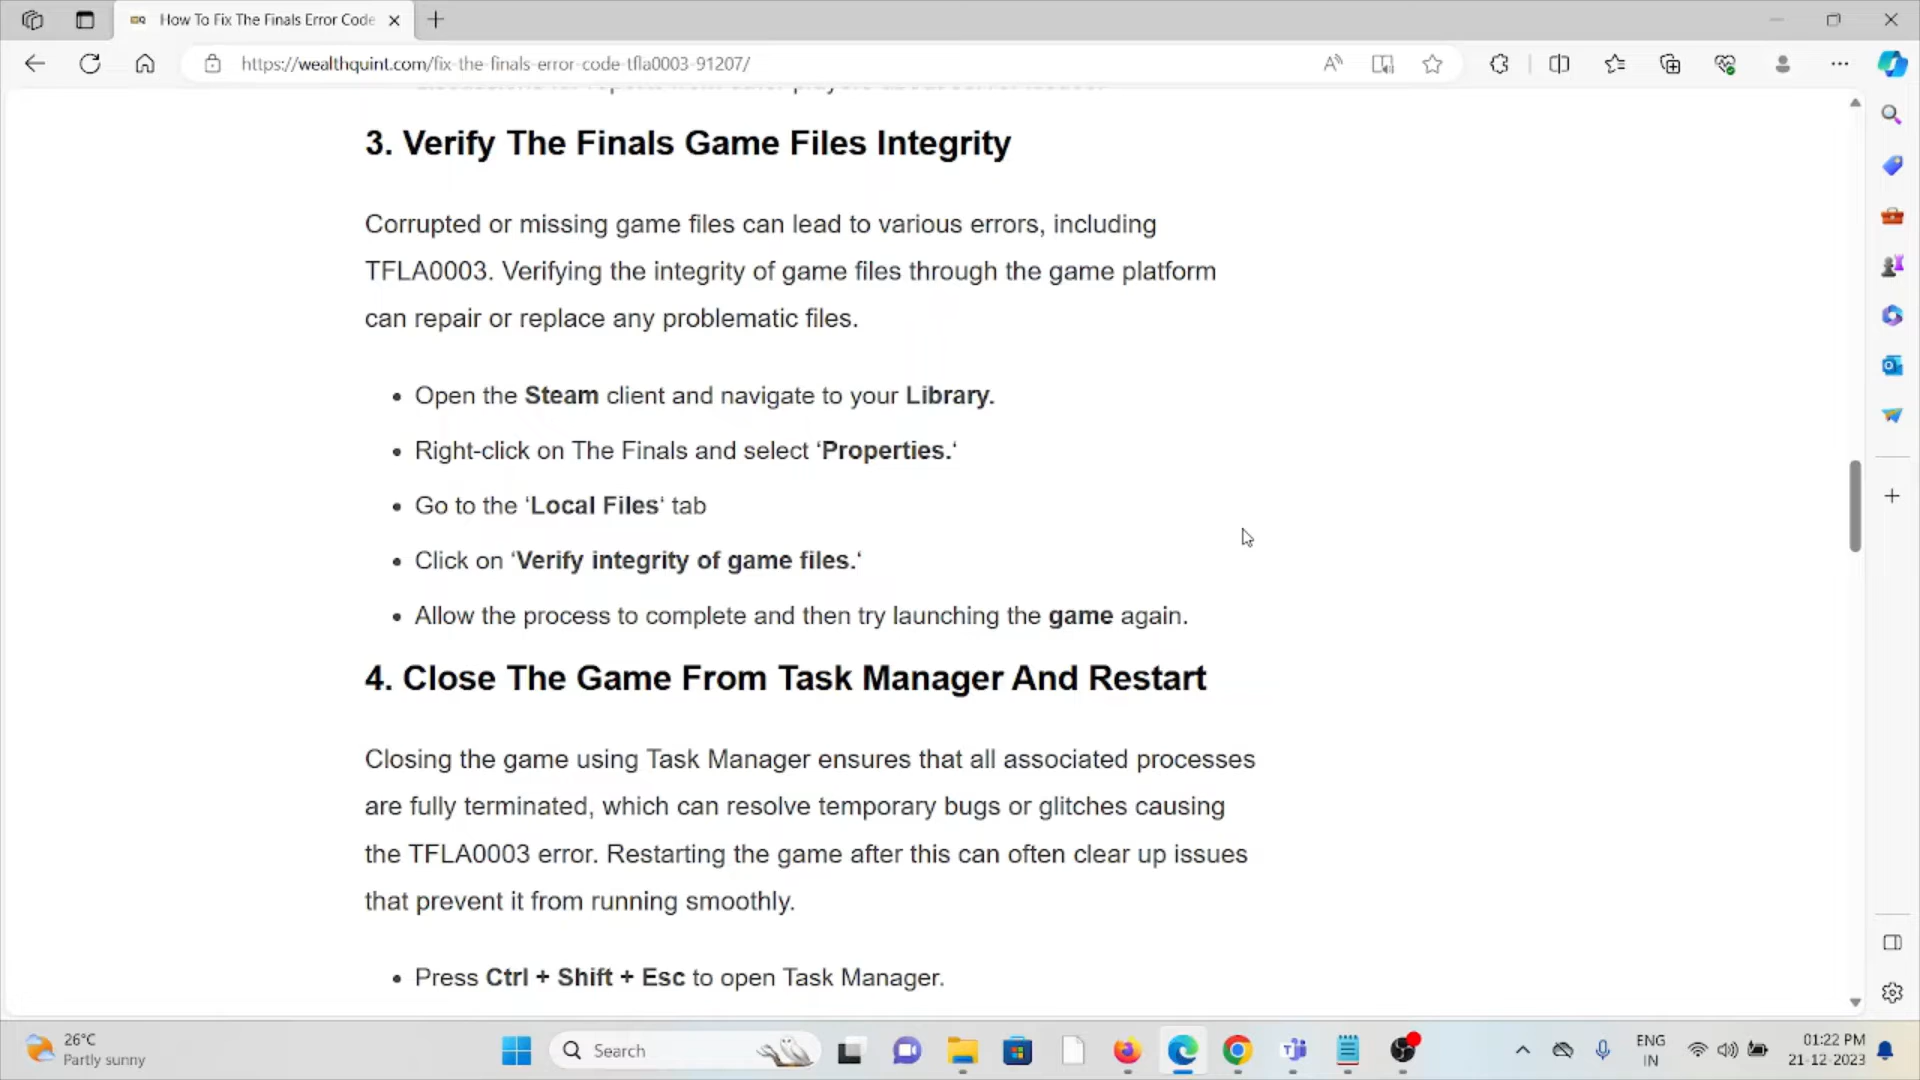 How To Fix The Finals Error Code
https://wealthquint.com/fix-the-finals-error-code-tfla0003-91207/
3. Verify The Finals Game Files Integrity
Corrupted or missing game files can lead to various errors, including
TFLA0003. Verifying the integrity of game files through the game platform
can repair or replace any problematic files.
• Open the Steam client and navigate to your Library.
• Right-click on The Finals and select ‘Properties.‘
• Go to the ‘Local Files‘ tab
• Click on ‘Verify integrity of game files.‘
• Allow the process to complete and then try launching the game again.
4. Close The Game From Task Manager And Restart
Closing the game using Task Manager ensures that all associated processes
are fully terminated, which can resolve temporary bugs or glitches causing
the TFLA0003 error. Restarting the game after this can often clear up issues
that prevent it from running smoothly.
• Press Ctrl + Shift + Esc to open Task Manager.
26°C
Partly sunny
Search
ENG
IN
01:22 PM
21-12-2023